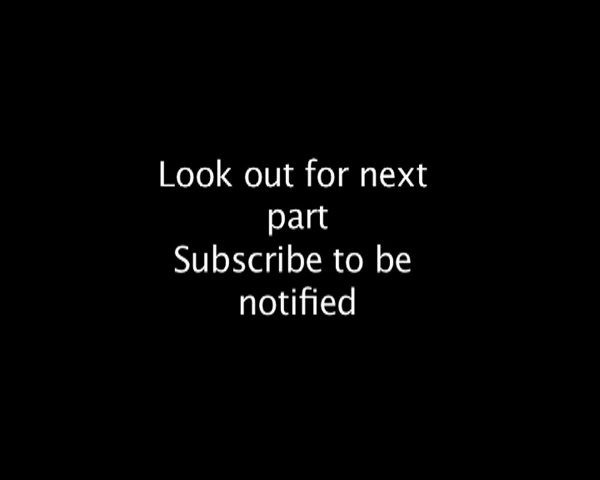 Look out for next
part
Subscribe to be
notified